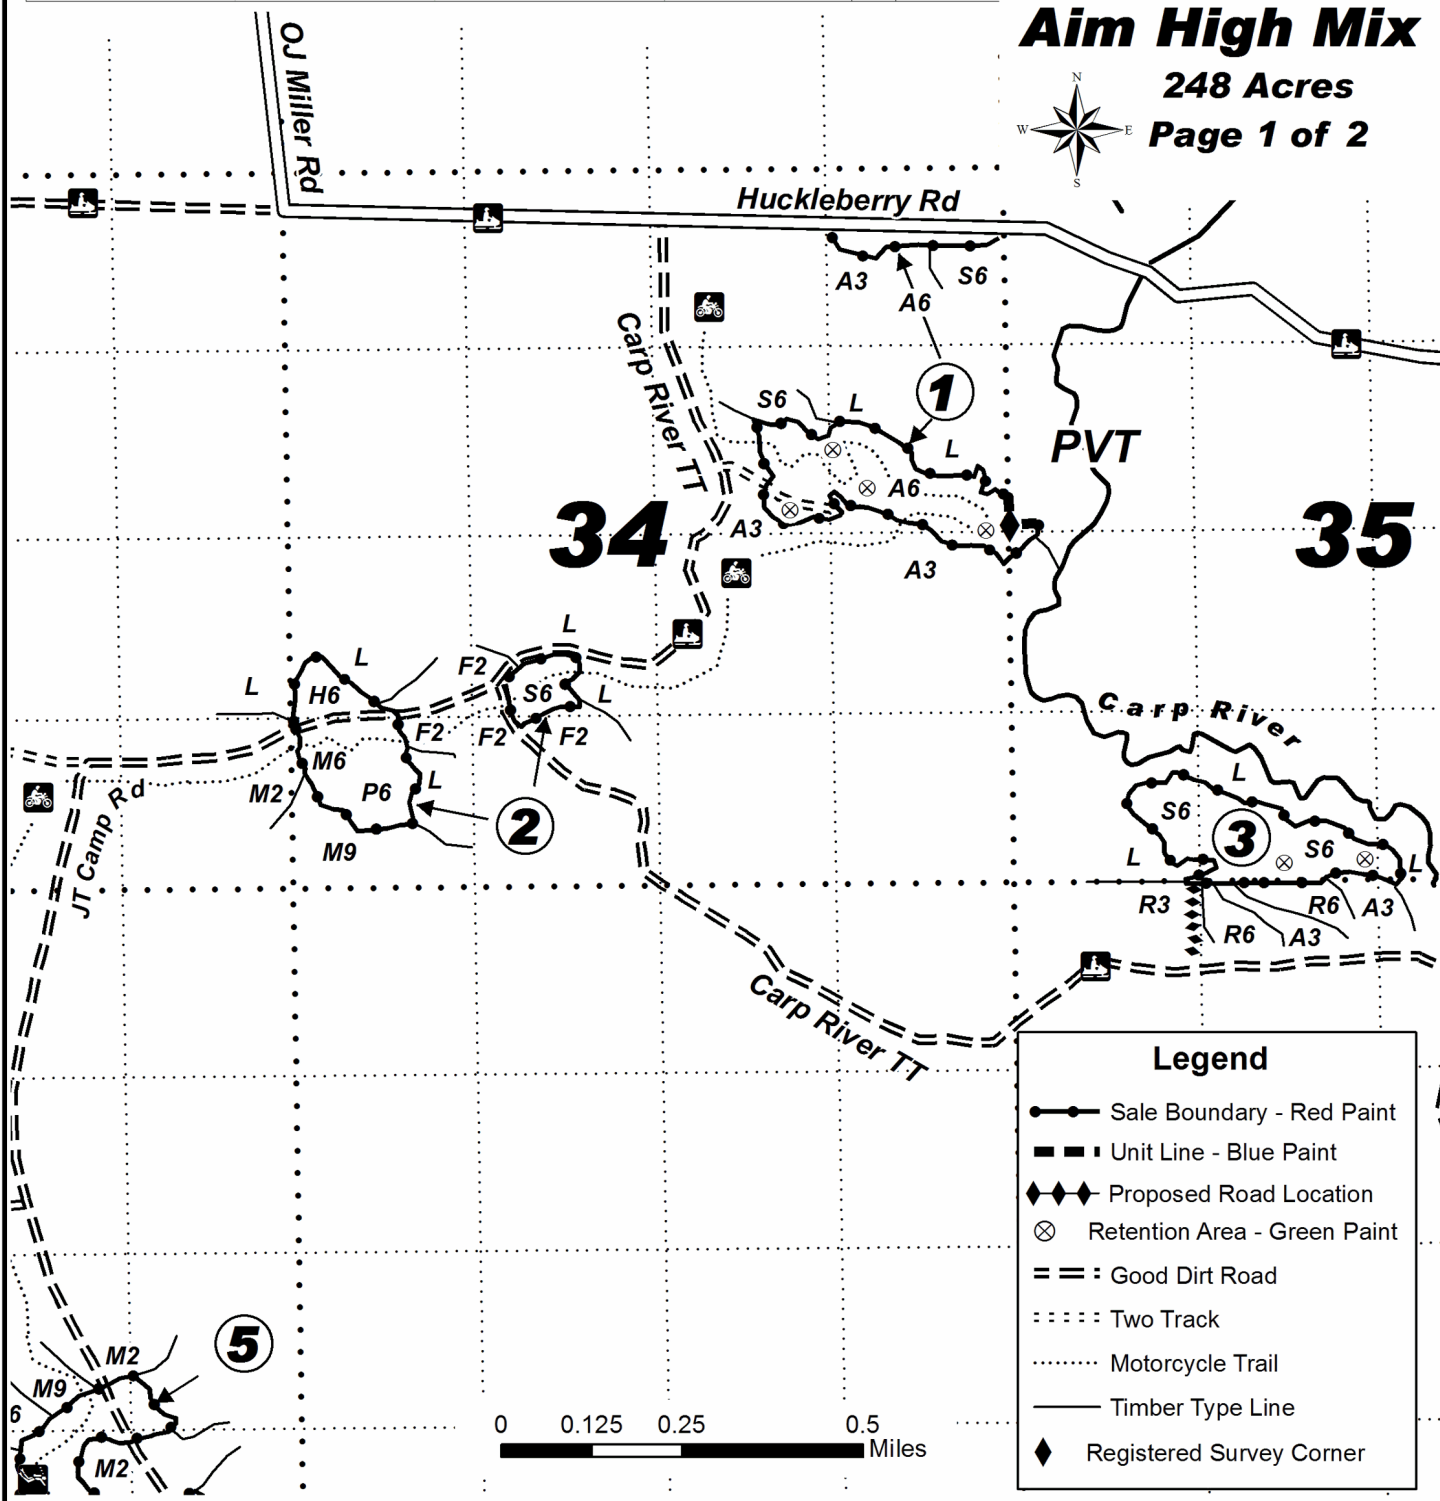 Aim High Mix
248 Acres
Page 1 of 2
N
W E
S
OJ Miller Rd
Huckleberry Rd
A3
A6
S6
Carp River TT
1
S6
L
L
PVT
A6
34
35
A3
A3
L
F2
L
L
H6
S6
L
F2
F2
F2
M6
M2
P6
L
2
M9
JT Camp Rd
Carp River
L
S6
3
S6
L
L
R3
R6
A3
R6
A3
Carp River TT
Legend
Sale Boundary - Red Paint
Unit Line - Blue Paint
Proposed Road Location
Retention Area - Green Paint
Good Dirt Road
Two Track
Motorcycle Trail
Timber Type Line
Registered Survey Corner
5
M2
M9
6
M2
0 0.125 0.25 0.5
Miles